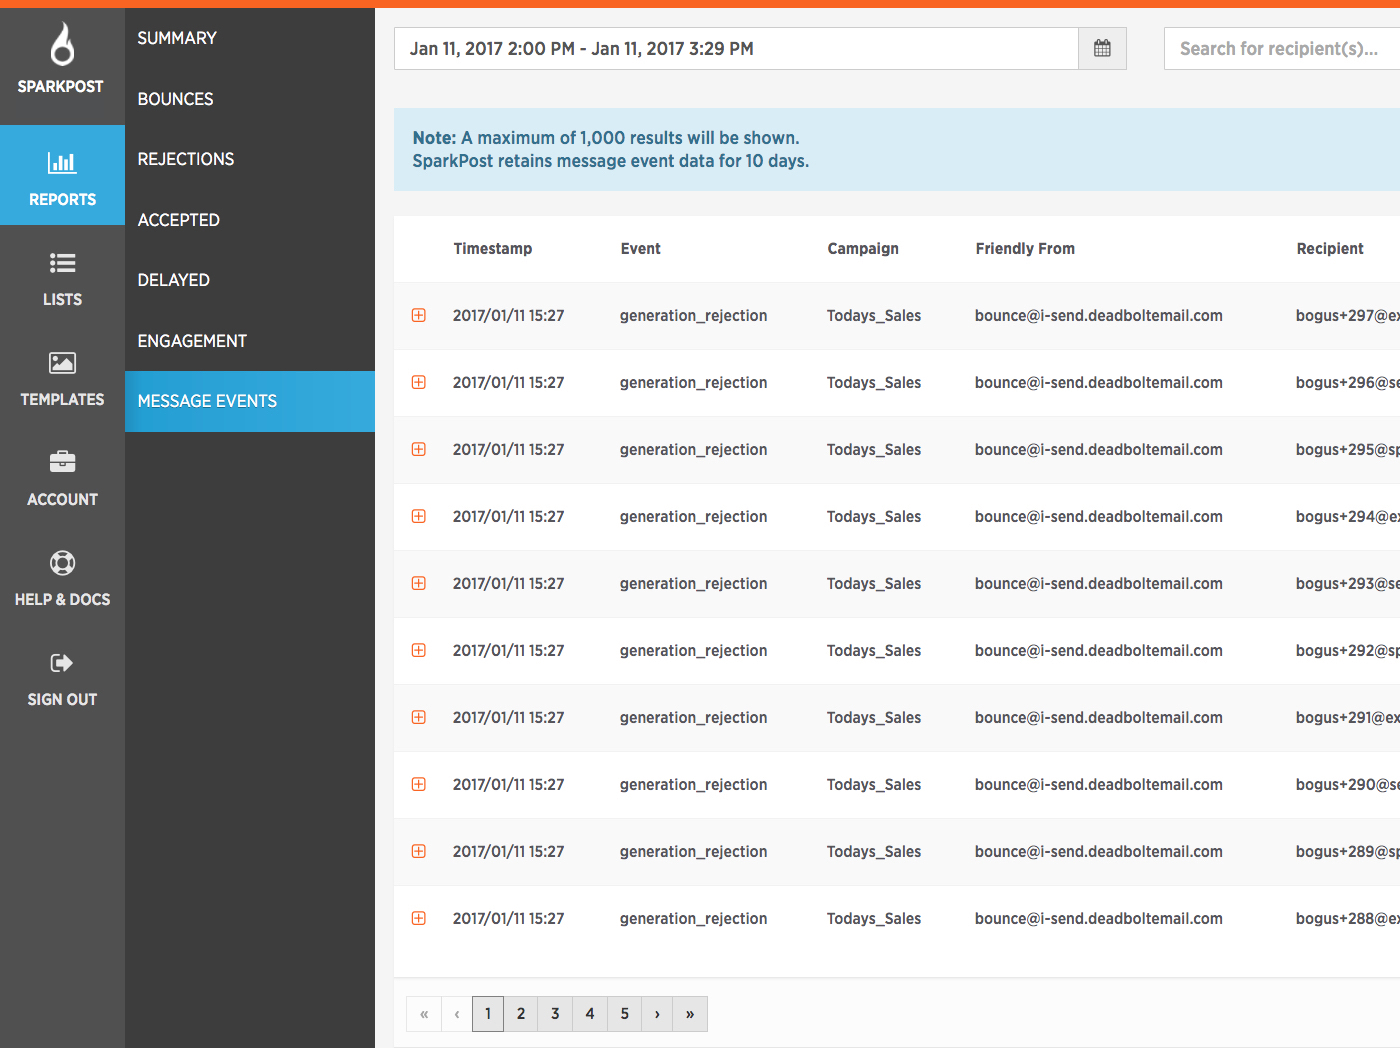 SPARKPOST
REPORTS
LISTS
TEMPLATES
ACCOUNT
HELP & DOCS
SIGN OUT
SUMMARY
BOUNCES
REJECTIONS
ACCEPTED
DELAYED
ENGAGEMENT
MESSAGE EVENTS
Jan 11, 2017 2:00 PM - Jan 11, 2017 3:29 PM
Search for recipient(s)...
Note: A maximum of 1,000 results will be shown.
SparkPost retains message event data for 10 days.
Timestamp Event Campaign Friendly From Recipient
2017/01/11 15:27 generation_rejection Todays_Sales bounce@i-send.deadboltemail.com bogus+297@ex
2017/01/11 15:27 generation_rejection Todays_Sales bounce@i-send.deadboltemail.com bogus+296@se
2017/01/11 15:27 generation_rejection Todays_Sales bounce@i-send.deadboltemail.com bogus+295@sp
2017/01/11 15:27 generation_rejection Todays_Sales bounce@i-send.deadboltemail.com bogus+294@ex
2017/01/11 15:27 generation_rejection Todays_Sales bounce@i-send.deadboltemail.com bogus+293@se
2017/01/11 15:27 generation_rejection Todays_Sales bounce@i-send.deadboltemail.com bogus+292@sp
2017/01/11 15:27 generation_rejection Todays_Sales bounce@i-send.deadboltemail.com bogus+291@ex
2017/01/11 15:27 generation_rejection Todays_Sales bounce@i-send.deadboltemail.com bogus+290@se
2017/01/11 15:27 generation_rejection Todays_Sales bounce@i-send.deadboltemail.com bogus+289@sp
2017/01/11 15:27 generation_rejection Todays_Sales bounce@i-send.deadboltemail.com bogus+288@ex
« ‹ 1 2 3 4 5 › »